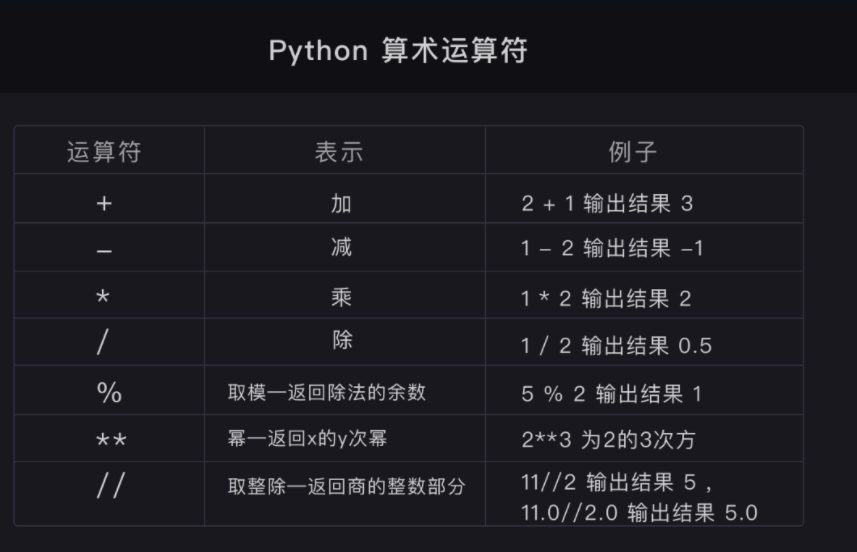 Python 算术运算符
运算符 表示 例子
+ 加 2 + 1 输出结果 3
– 减 1 – 2 输出结果 –1
* 乘 1 * 2 输出结果 2
/ 除 1 / 2 输出结果 0.5
% 取模—返回除法的余数 5 % 2 输出结果 1
** 幂—返回x的y次幂 2**3 为2的3次方
// 取整除—返回商的整数部分 11//2 输出结果 5 ,
11.0//2.0 输出结果 5.0